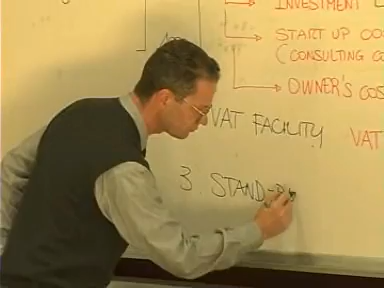 INVESTMENT
START UP COS
(CONSULTING CO
OWNER'S COS
VAT FACILITY VAT
3. STAND-B